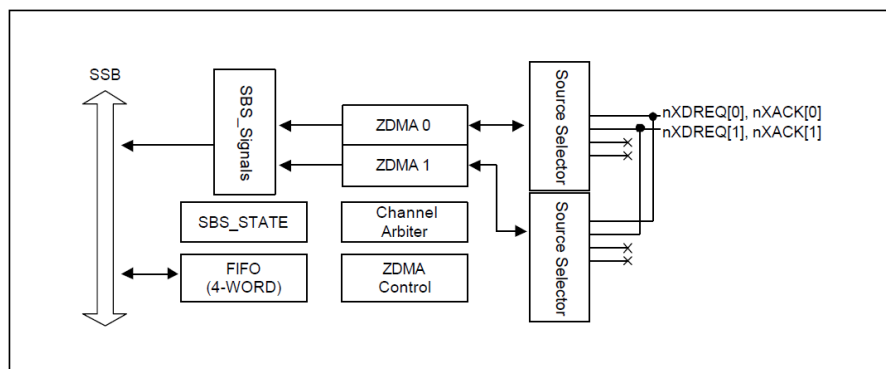 SSB
SBS_Signals
ZDMA 0
ZDMA 1
Source Selector
nXDREQ[0], nXACK[0]
nXDREQ[1], nXACK[1]
SBS_STATE
Channel
Arbiter
FIFO
(4-WORD)
ZDMA
Control
Source Selector